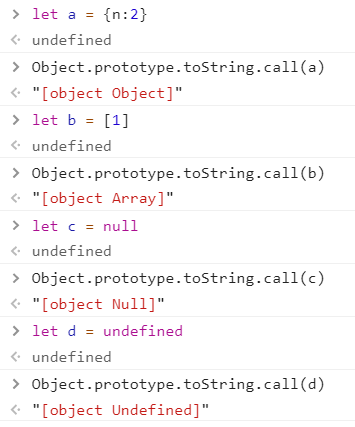 > let a = {n:2}
< undefined
> Object.prototype.toString.call(a)
< "[object Object]"
> let b = [1]
< undefined
> Object.prototype.toString.call(b)
< "[object Array]"
> let c = null
< undefined
> Object.prototype.toString.call(c)
< "[object Null]"
> let d = undefined
< undefined
> Object.prototype.toString.call(d)
< "[object Undefined]"